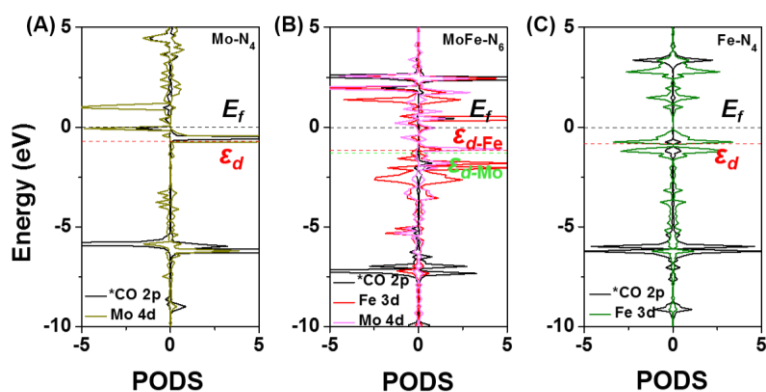 (A)
Mo-N4
Energy (eV)
5
0
-5
-10
Ef
εd
*CO 2p
Mo 4d
-5
0
5
PODS
(B)
MoFe-N6
5
0
-5
-10
Ef
εd-Fe
εd-Mo
*CO 2p
Fe 3d
Mo 4d
-5
0
5
PODS
(C)
Fe-N4
5
0
-5
-10
Ef
εd
*CO 2p
Fe 3d
-5
0
5
PODS